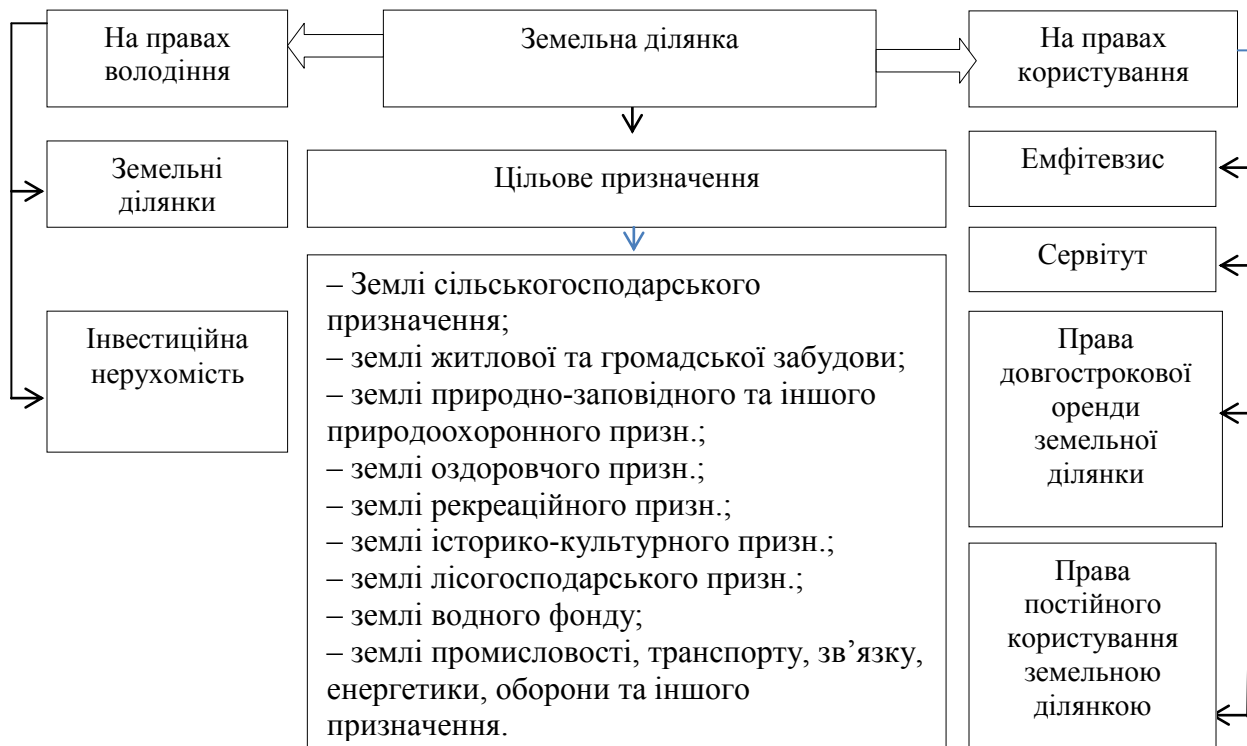 На правах
володіння
Земельна ділянка
На правах
користування
Земельні
ділянки
Цільове призначення
Емфітевзис
Сервітут
Інвестиційна
нерухомість
– Землі сільськогосподарського
призначення;
– землі житлової та громадської забудови;
– землі природно-заповідного та іншого
природоохоронного призн.;
– землі оздоровчого призн.;
– землі рекреаційного призн.;
– землі історико-культурного призн.;
– землі лісогосподарського призн.;
– землі водного фонду;
– землі промисловості, транспорту, зв’язку,
енергетики, оборони та іншого
призначення.
Права
довгострокової
оренди
земельної
ділянки
Права
постійного
користування
земельною
ділянкою